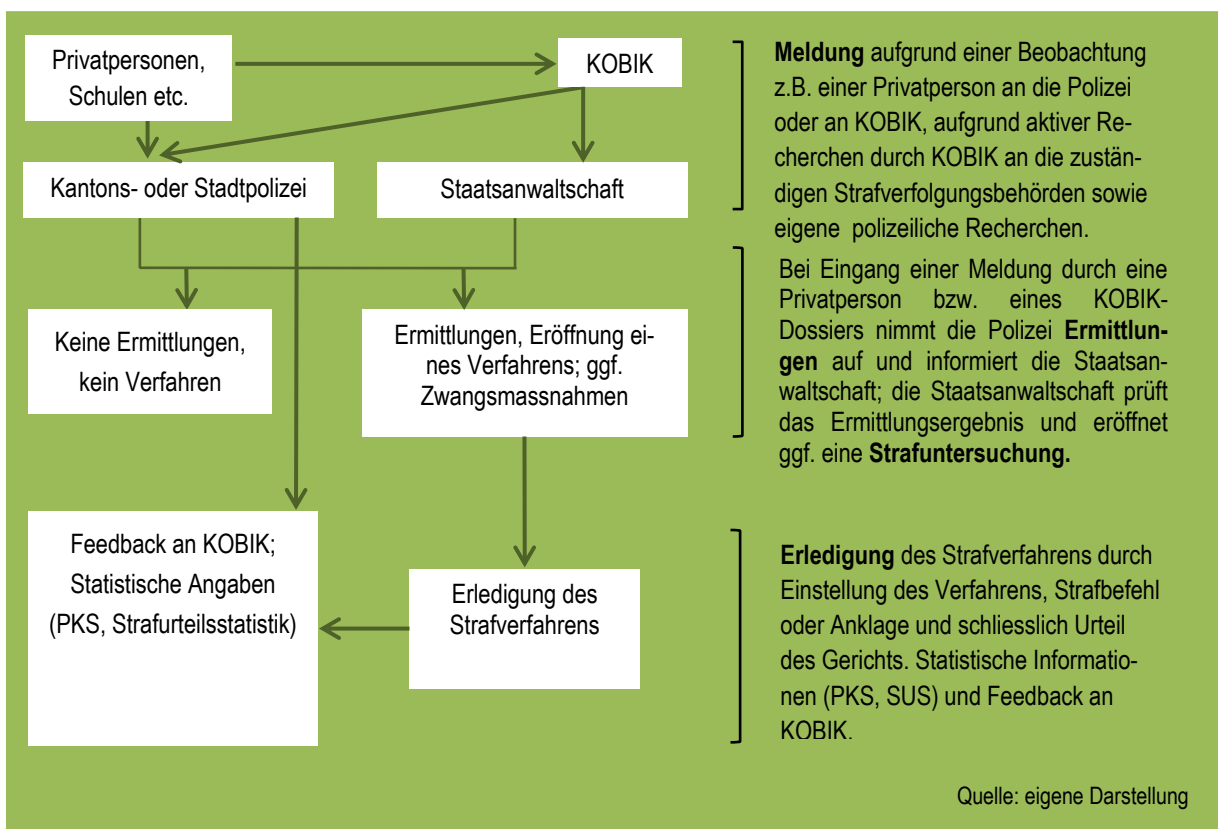 Privatpersonen,
Schulen etc.
KOBIK
Kantons- oder Stadtpolizei
Staatsanwaltschaft
Keine Ermittlungen,
kein Verfahren
Ermittlungen, Eröffnung ei-
nes Verfahrens; ggf.
Zwangsmassnahmen
Feedback an KOBIK;
Statistische Angaben
(PKS, Strafurteilsstatistik)
Erledigung des
Strafverfahrens
Meldung aufgrund einer Beobachtung
z.B. einer Privatperson an die Polizei
oder an KOBIK, aufgrund aktiver Re-
cherchen durch KOBIK an die zustän-
digen Strafverfolgungsbehörden sowie
eigene polizeiliche Recherchen.
Bei Eingang einer Meldung durch eine
Privatperson bzw. eines KOBIK-
Dossiers nimmt die Polizei Ermittlun-
gen auf und informiert die Staatsan-
waltschaft; die Staatsanwaltschaft prüft
das Ermittlungsergebnis und eröffnet
ggf. eine Strafuntersuchung.
Erledigung des Strafverfahrens durch
Einstellung des Verfahrens, Strafbefehl
oder Anklage und schliesslich Urteil
des Gerichts. Statistische Informatio-
nen (PKS, SUS) und Feedback an
KOBIK.
Quelle: eigene Darstellung